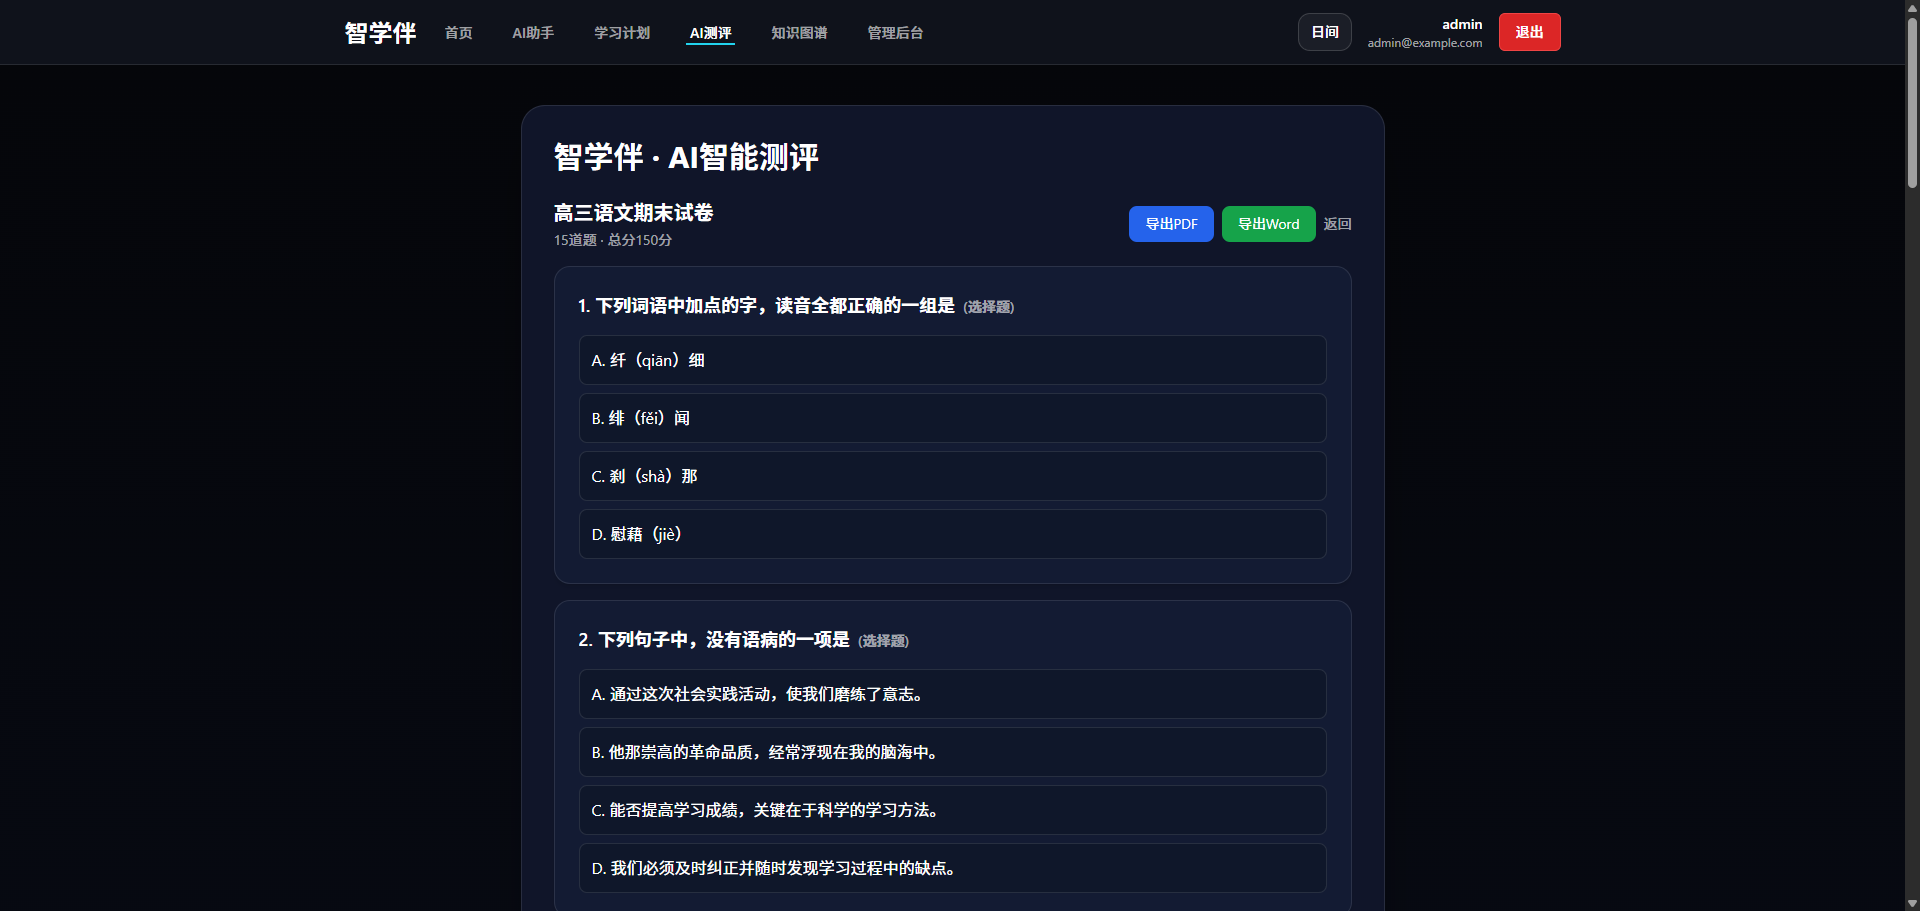 智学伴 首页 AI助手 学习计划 AI测评 知识图谱 管理后台 日间 admin 退出
admin@example.com
智学伴 · AI智能测评
高三语文期末试卷
15道题 · 总分150分
导出PDF 导出Word 返回
1. 下列词语中加点的字，读音全都正确的一组是 (选择题)
A. 纤（qiān）细
B. 绯（fěi）闻
C. 刹（shà）那
D. 慰藉（jiè）
2. 下列句子中，没有语病的一项是 (选择题)
A. 通过这次社会实践活动，使我们磨练了意志。
B. 他那崇高的革命品质，经常浮现在我的脑海中。
C. 能否提高学习成绩，关键在于科学的学习方法。
D. 我们必须及时纠正并随时发现学习过程中的缺点。